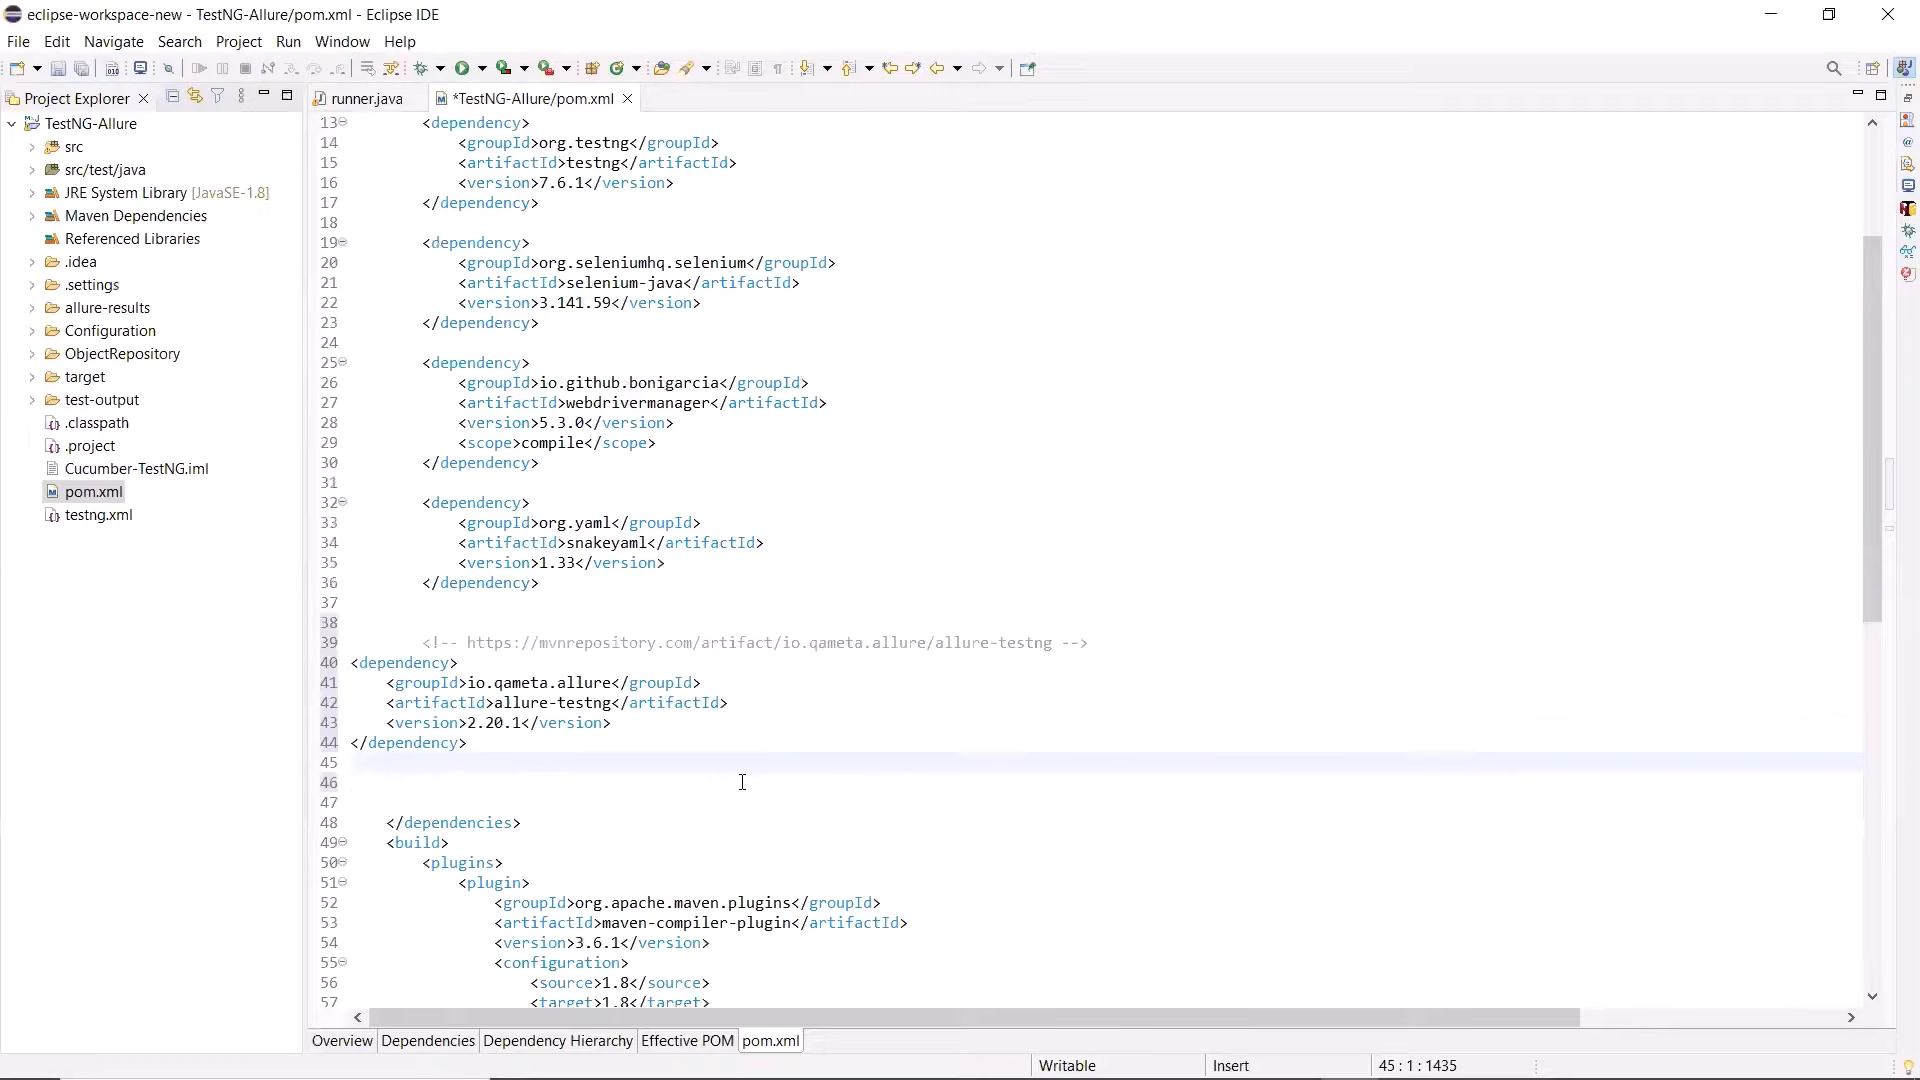 eclipse-workspace-new - TestNG-Allure/pom.xml - Eclipse IDE
File Edit Navigate Search Project Run Window Help
Project Explorer
TestNG-Allure
src
src/test/java
JRE System Library [JavaSE-1.8]
Maven Dependencies
Referenced Libraries
.idea
.settings
allure-results
Configuration
ObjectRepository
target
test-output
.classpath
.project
Cucumber-TestNG.iml
pom.xml
testng.xml
runner.java *TestNG-Allure/pom.xml
13 <dependency>
14 <groupId>org.testng</groupId>
15 <artifactId>testng</artifactId>
16 <version>7.6.1</version>
17 </dependency>
18
19 <dependency>
20 <groupId>org.seleniumhq.selenium</groupId>
21 <artifactId>selenium-java</artifactId>
22 <version>3.141.59</version>
23 </dependency>
24
25 <dependency>
26 <groupId>io.github.bonigarcia</groupId>
27 <artifactId>webdrivermanager</artifactId>
28 <version>5.3.0</version>
29 <scope>compile</scope>
30 </dependency>
31
32 <dependency>
33 <groupId>org.yaml</groupId>
34 <artifactId>snakeyaml</artifactId>
35 <version>1.33</version>
36 </dependency>
37
38
39 <!-- https://mvnrepository.com/artifact/io.qameta.allure/allure-testng -->
40 <dependency>
41 <groupId>io.qameta.allure</groupId>
42 <artifactId>allure-testng</artifactId>
43 <version>2.20.1</version>
44 </dependency>
45
46
47
48 </dependencies>
49 <build>
50 <plugins>
51 <plugin>
52 <groupId>org.apache.maven.plugins</groupId>
53 <artifactId>maven-compiler-plugin</artifactId>
54 <version>3.6.1</version>
55 <configuration>
56 <source>1.8</source>
57 <target>1.8</target>
Overview Dependencies Dependency Hierarchy Effective POM pom.xml
Writable Insert 45 : 1 : 1435